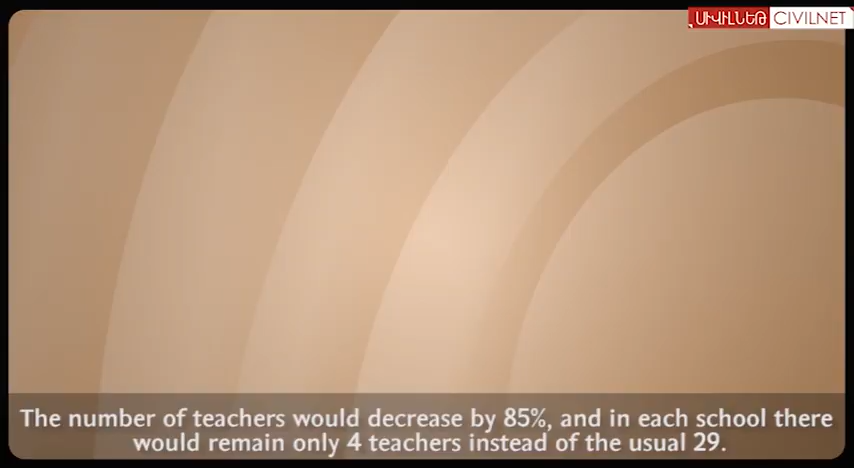 ՍԻՎԻԼՆԵԹ CIVILNET
The number of teachers would decrease by 85%, and in each school there
would remain only 4 teachers instead of the usual 29.